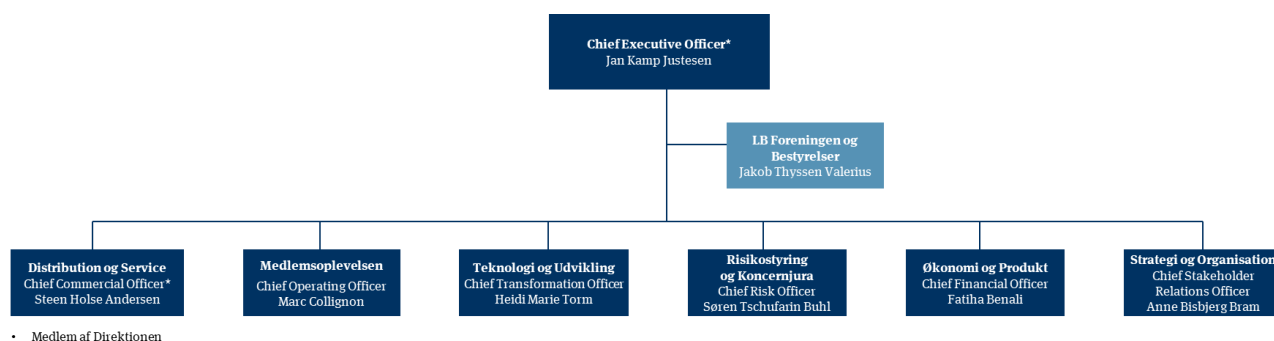 Chief Executive Officer*
Jan Kamp Justesen
LB Foreningen og
Bestyrelser
Jakob Thyssen Valerius
Distribution og Service
Chief Commercial Officer*
Steen Holse Andersen
Medlemsoplevelsen
Chief Operating Officer
Marc Collignon
Teknologi og Udvikling
Chief Transformation Officer
Heidi Marie Torm
Risikostyring
og Koncernjura
Chief Risk Officer
Søren Tschufarin Buhl
Økonomi og Produkt
Chief Financial Officer
Fatiha Benali
Strategi og Organisation
Chief Stakeholder
Relations Officer
Anne Bisbjerg Bram
• Medlem af Direktionen